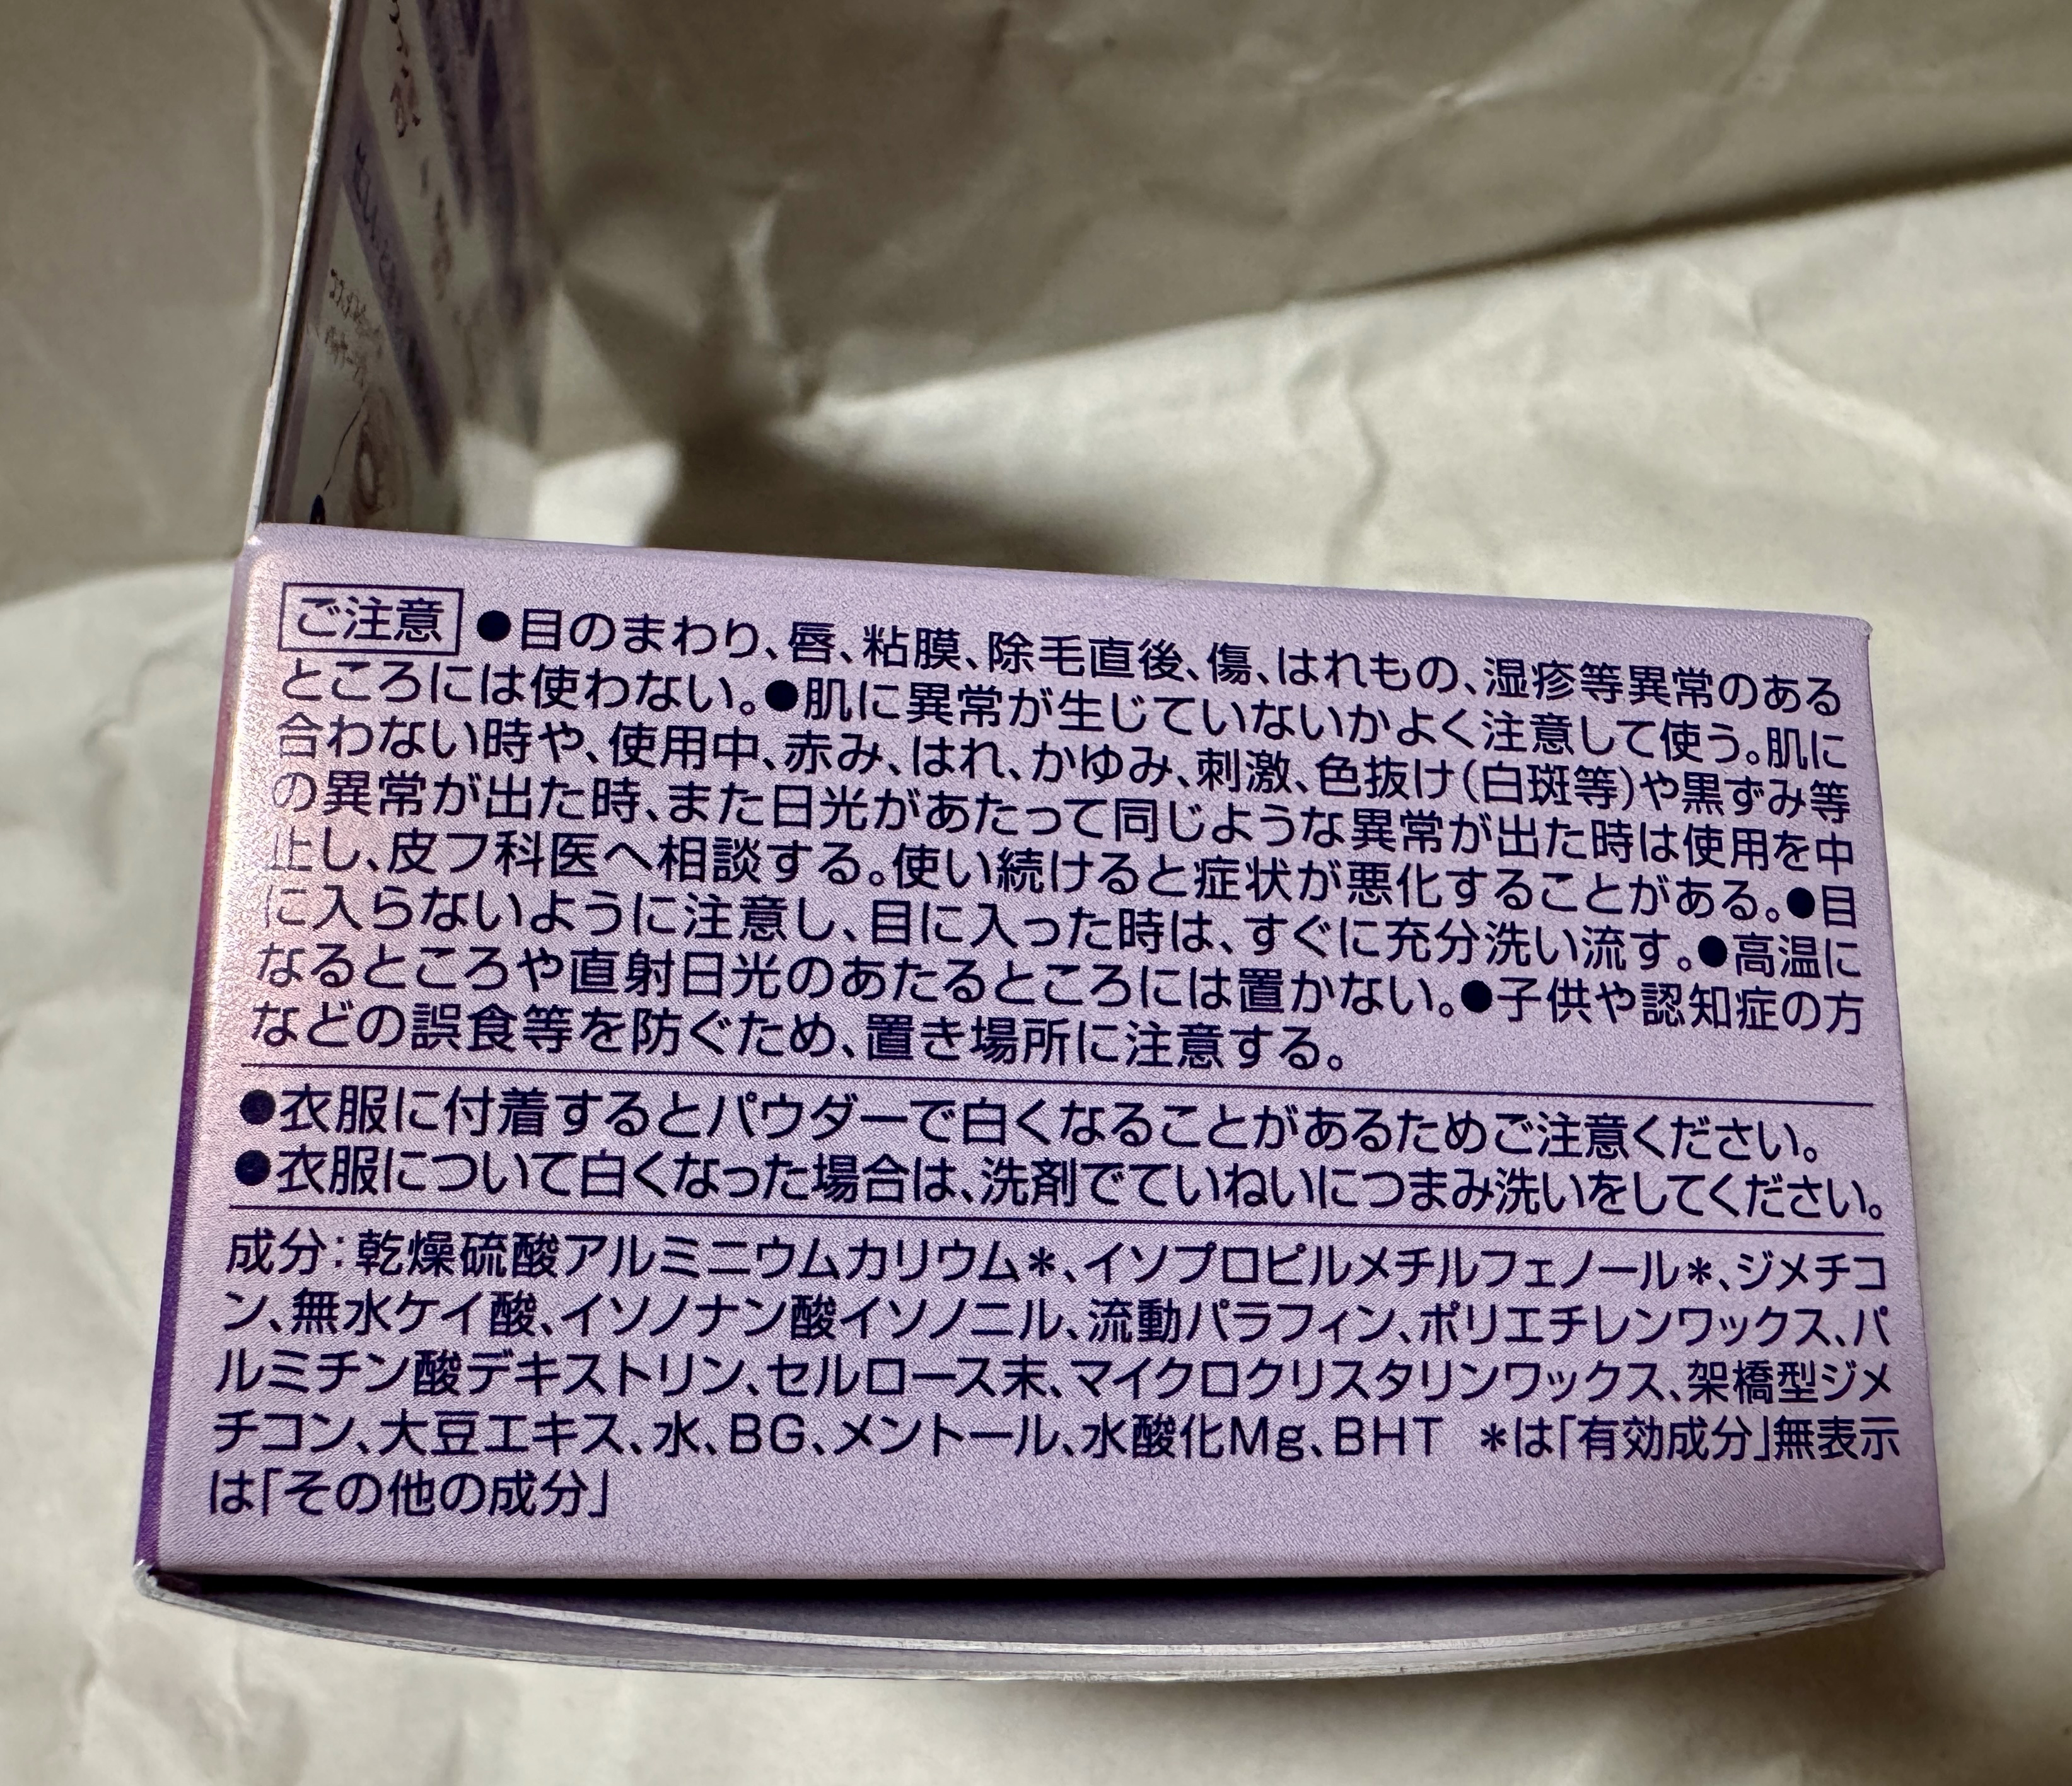 ご注意 ●目のまわり、唇、粘膜、除毛直後、傷、はれもの、湿疹等異常のある
ところには使わない。●肌に異常が生じていないかよく注意して使う。肌に
合わない時や、使用中、赤み、はれ、かゆみ、刺激、色抜け(白斑等)や黒ずみ等
の異常が出た時、また日光があたって同じような異常が出た時は使用を中
止し、皮フ科医へ相談する。使い続けると症状が悪化することがある。●目
に入らないように注意し、目に入った時は、すぐに充分洗い流す。●高温に
なるところや直射日光のあたるところには置かない。●子供や認知症の方
などの誤食等を防ぐため、置き場所に注意する。
●衣服に付着するとパウダーで白くなることがあるためご注意ください。
●衣服について白くなった場合は、洗剤でていねいにつまみ洗いをしてください。
成分:乾燥硫酸アルミニウムカリウム*、イソプロピルメチルフェノール*、ジメチコ
ン、無水ケイ酸、イソノナン酸イソノニル、流動パラフィン、ポリエチレンワックス、パ
ルミチン酸デキストリン、セルロース末、マイクロクリスタリンワックス、架橋型ジメ
チコン、大豆エキス、水、BG、メントール、水酸化Mg、BHT *は「有効成分」無表示
は「その他の成分」